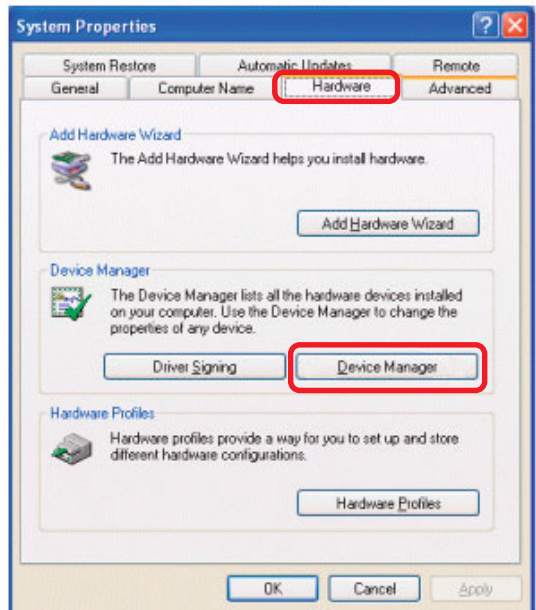 System Properties
System Restore Automatic Updates Remote
General Computer Name Hardware Advanced
Add Hardware Wizard
The Add Hardware Wizard helps you install hardware.
Add Hardware Wizard
Device Manager
The Device Manager lists all the hardware devices installed
on your computer. Use the Device Manager to change the
properties of any device.
Driver Signing Device Manager
Hardware Profiles
Hardware profiles provide a way for you to set up and store
different hardware configurations.
Hardware Profiles
OK Cancel Apply